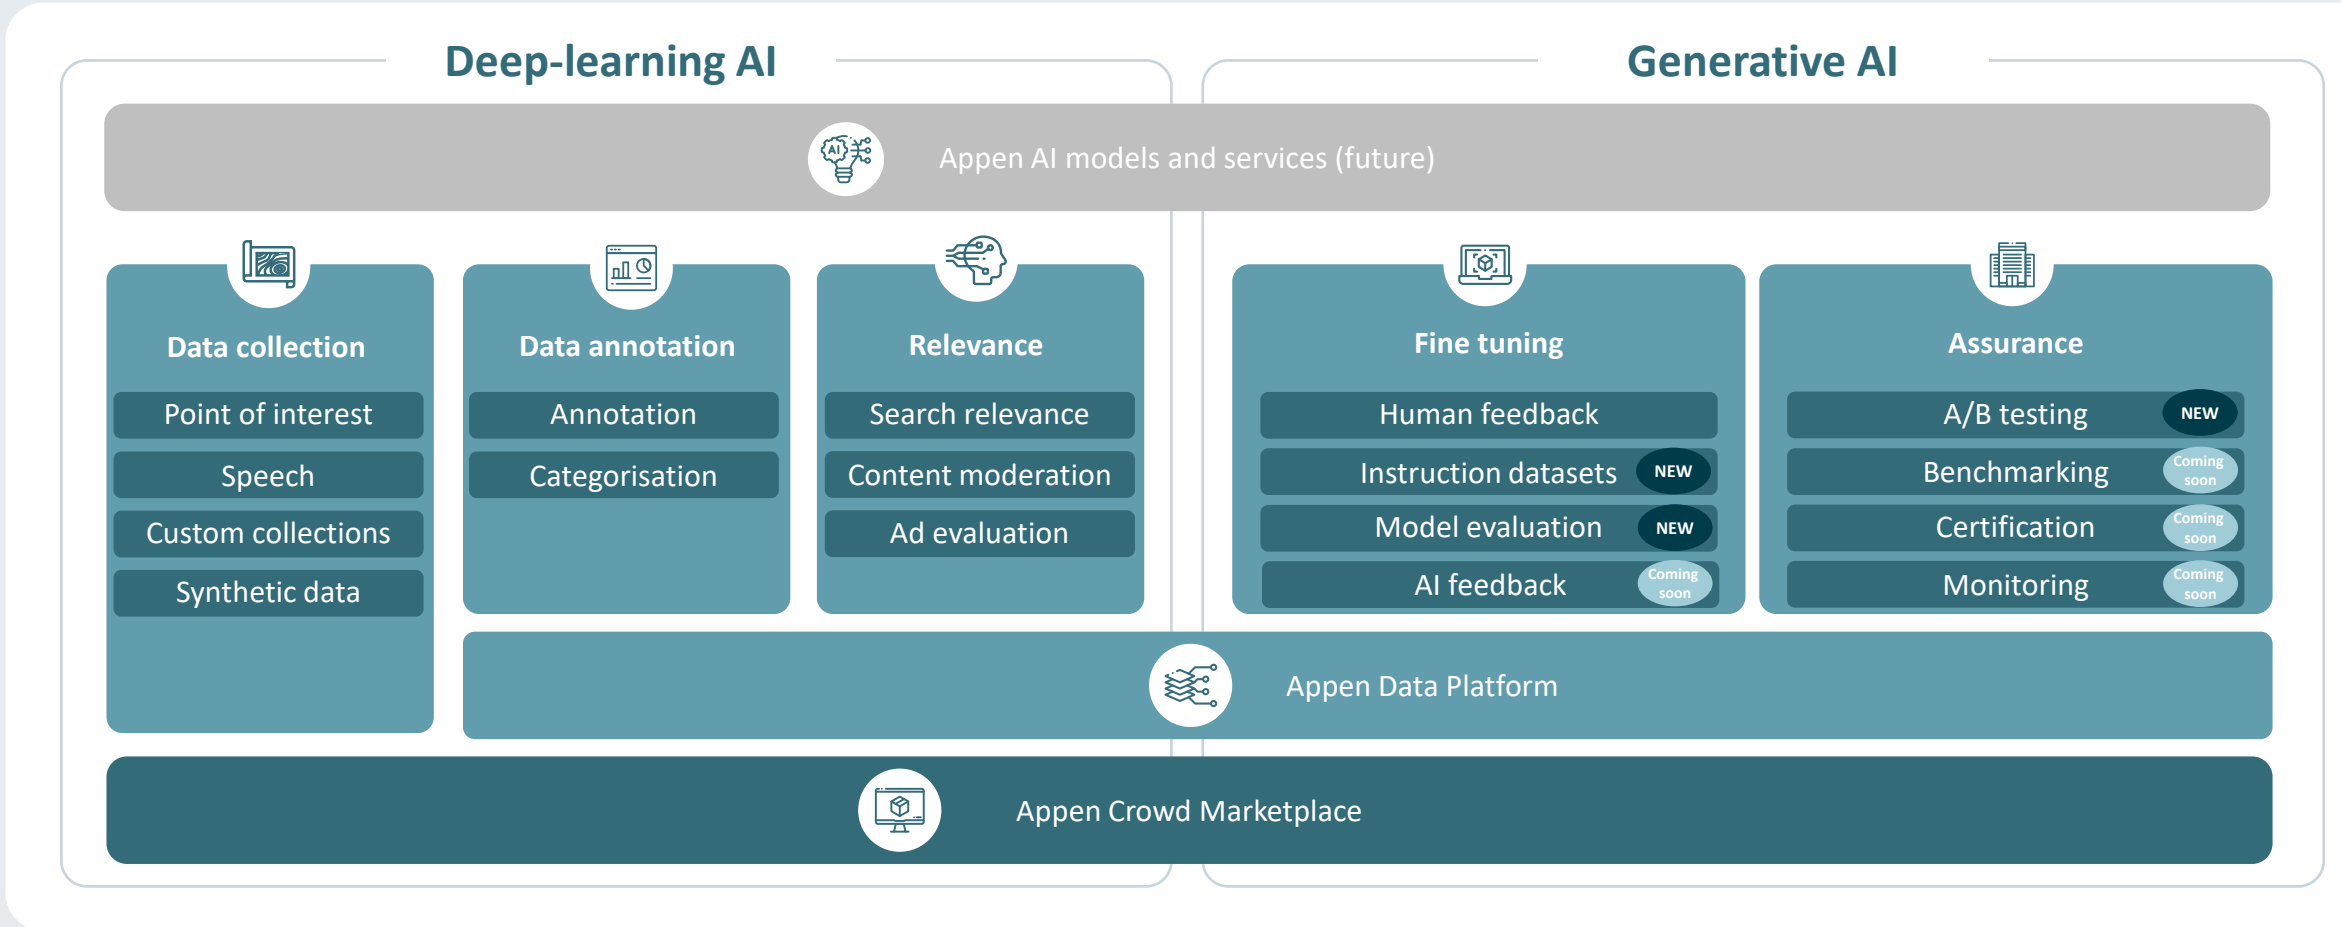 Deep-learning AI
Generative AI
AI
Appen AI models and services (future)
Data collection
Point of interest
Speech
Custom collections
Synthetic data
Data annotation
Annotation
Categorisation
Relevance
Search relevance
Content moderation
Ad evaluation
Fine tuning
Human feedback
Instruction datasets
NEW
Model evaluation
NEW
AI feedback
Coming
soon
Assurance
A/B testing
NEW
Benchmarking
Coming
soon
Certification
Coming
soon
Monitoring
Coming
soon
Appen Data Platform
Appen Crowd Marketplace